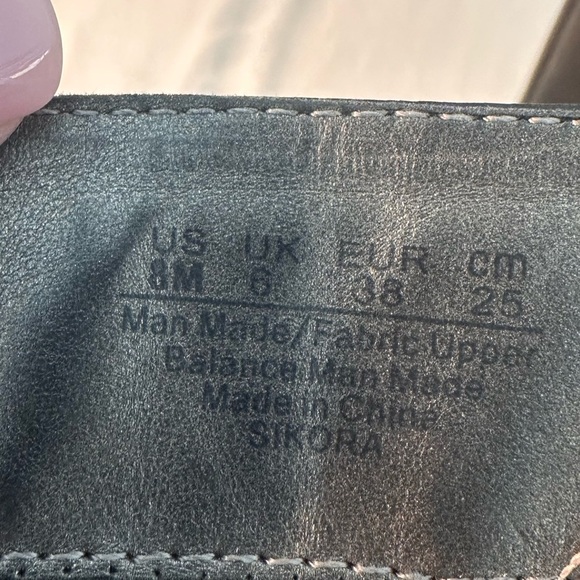 US UK EUR cm
8M 6 38 25
Man Made/Fabric Upper
Balance Man Made
Made in China
SIKORA